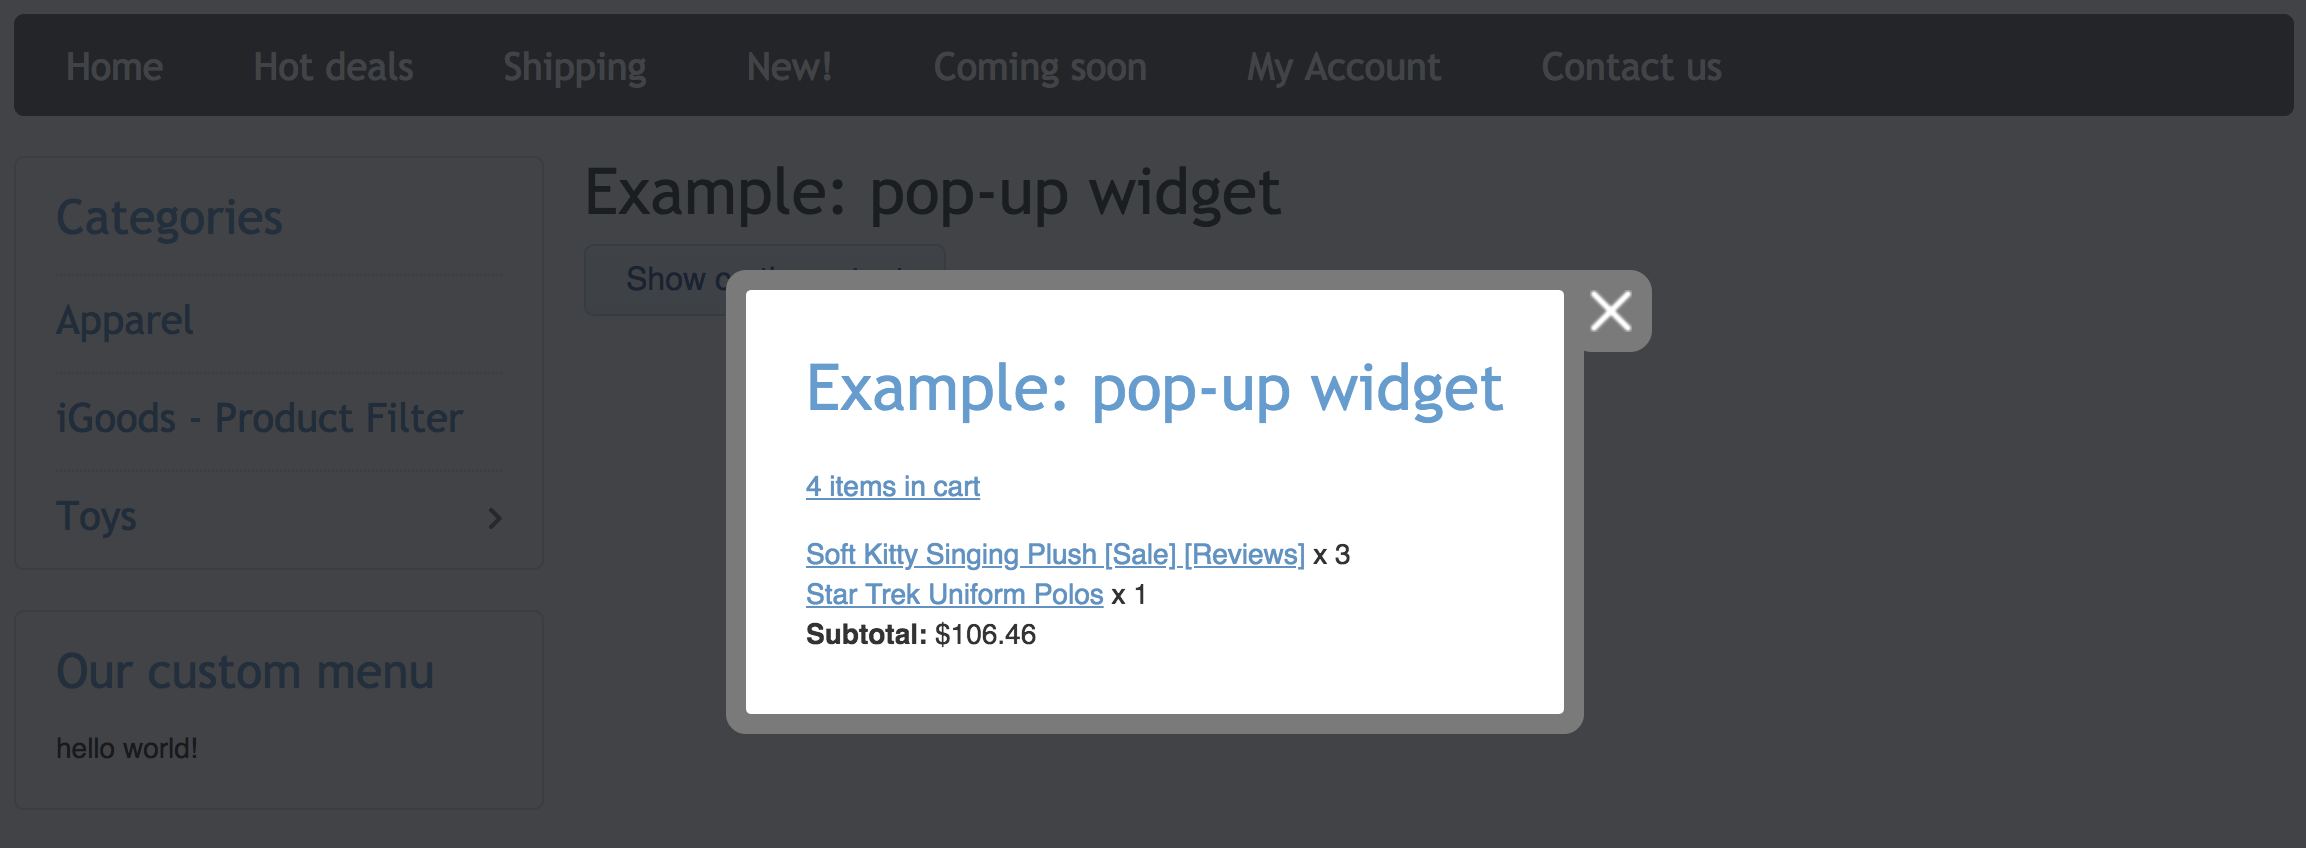 Home Hot deals Shipping New! Coming soon My Account Contact us
Categories
Apparel
iGoods - Product Filter
Toys
Our custom menu
hello world!
Example: pop-up widget
Show
Example: pop-up widget
4 items in cart
Soft Kitty Singing Plush [Sale] [Reviews] x 3
Star Trek Uniform Polos x 1
Subtotal: $106.46